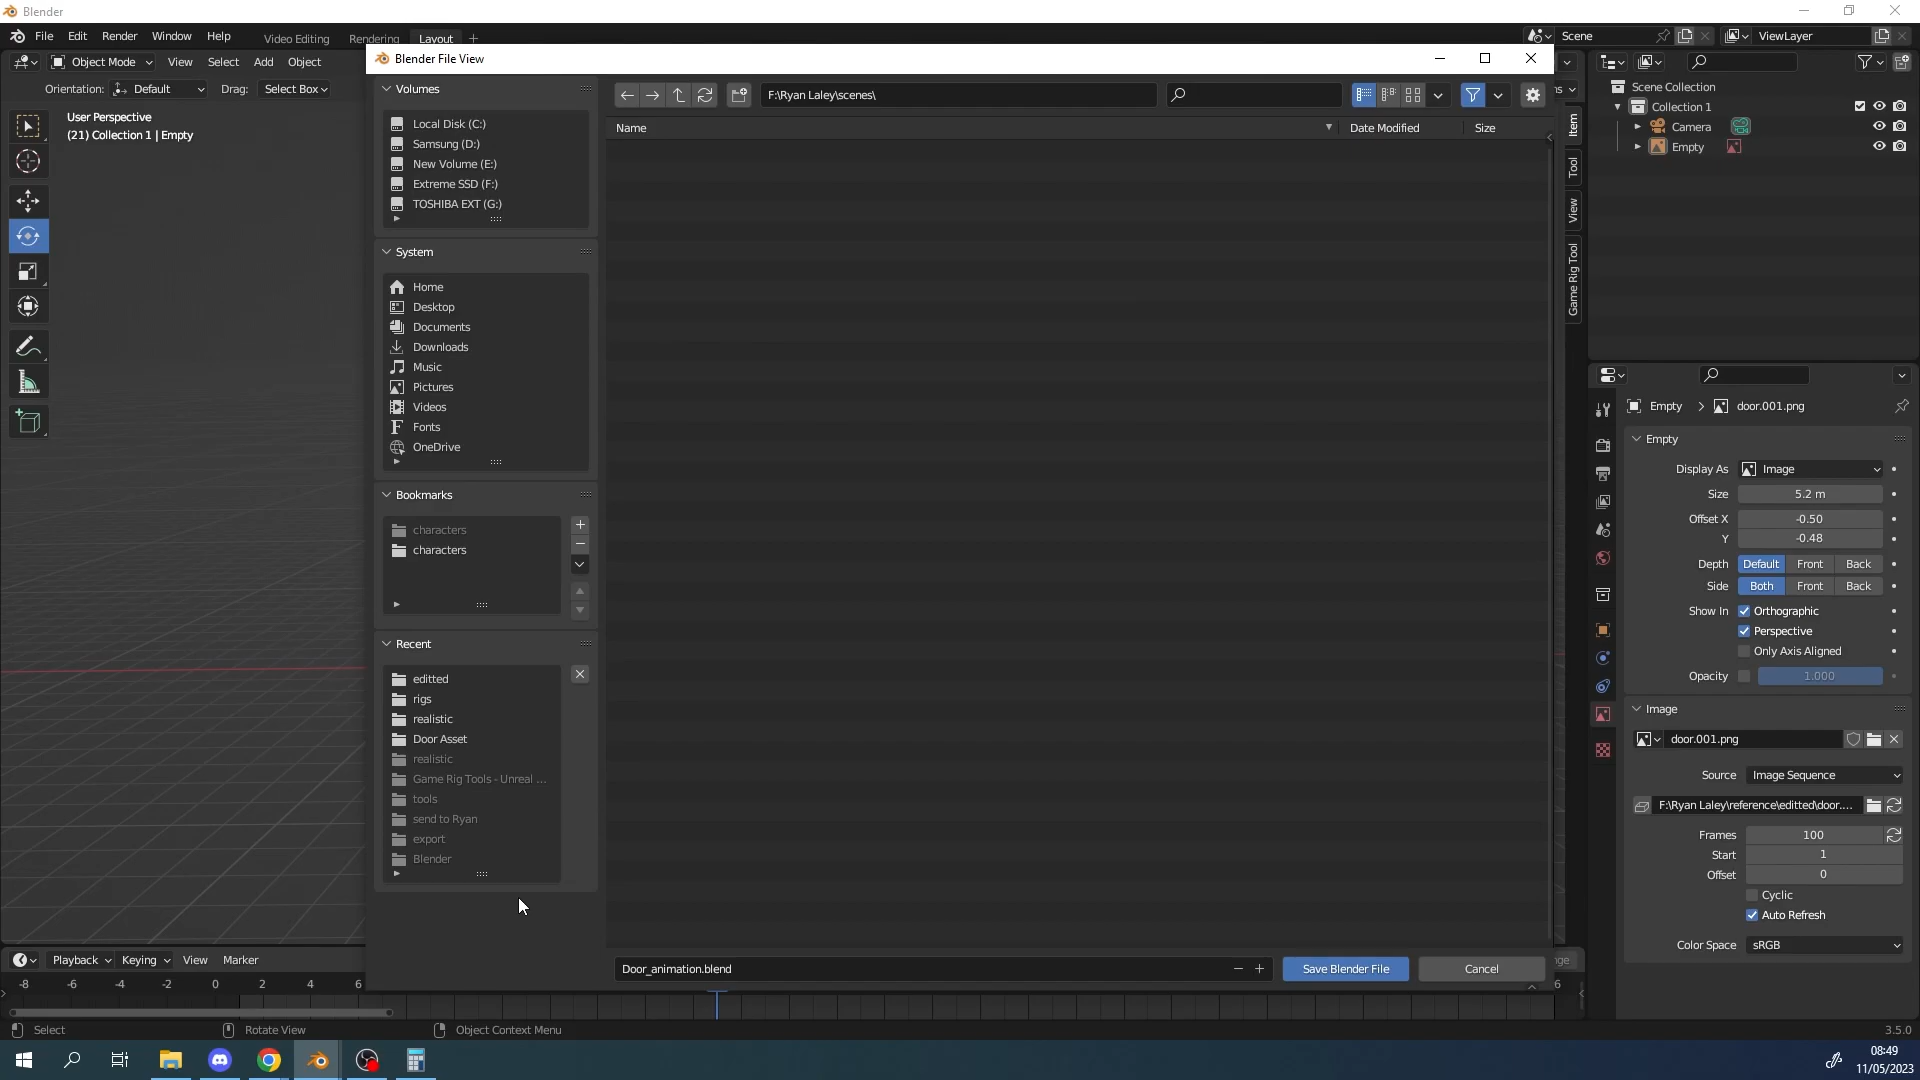 Blender
File Edit Render Window Help Video Editing Rendering Layout + Scene ViewLayer
Blender File View
Object Mode View Select Add Object
Orientation: Default Drag: Select Box
User Perspective
(21) Collection 1 | Empty
Volumes
Local Disk (C:)
Samsung (D:)
New Volume (E:)
Extreme SSD (F:)
TOSHIBA EXT (G:)
System
Home
Desktop
Documents
Downloads
Music
Pictures
Videos
Fonts
OneDrive
Bookmarks
characters
characters
Recent
editted
rigs
realistic
Door Asset
realistic
Game Rig Tools - Unreal ...
tools
send to Ryan
export
Blender
F:\Ryan Laley\scenes\
Name Date Modified Size
Door_animation.blend
Save Blender File Cancel
Item
Tool
View
Game Rig Tool
Scene Collection
Collection 1
Camera
Empty
Empty > door.001.png
Empty
Display As Image
Size 5.2 m
Offset X -0.50
Y -0.48
Depth Default Front Back
Side Both Front Back
Show In Orthographic
Perspective
Only Axis Aligned
Opacity 1.000
Image
door.001.png
Source Image Sequence
F:\Ryan Laley\reference\editted\door....
Frames 100
Start 1
Offset 0
Cyclic
Auto Refresh
Color Space sRGB
Playback Keying View Marker
-8 -6 -4 -2 0 2 4 6
Select Rotate View Object Context Menu 3.5.0
08:49
11/05/2023